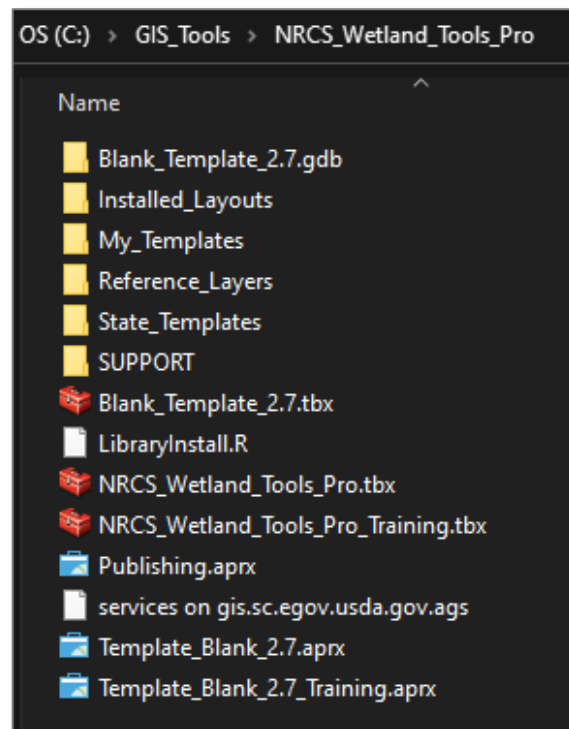 OS (C:) > GIS_Tools > NRCS_Wetland_Tools_Pro
Name
Blank_Template_2.7.gdb
Installed_Layouts
My_Templates
Reference_Layers
State_Templates
SUPPORT
Blank_Template_2.7.tbx
LibraryInstall.R
NRCS_Wetland_Tools_Pro.tbx
NRCS_Wetland_Tools_Pro_Training.tbx
Publishing.aprx
services on gis.sc.egov.usda.gov.ags
Template_Blank_2.7.aprx
Template_Blank_2.7_Training.aprx